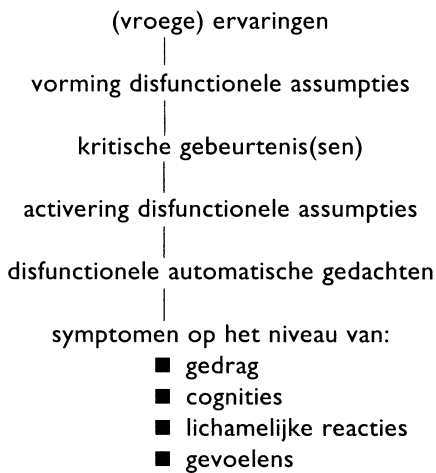 (vroege) ervaringen
vorming disfunctionele assumpties
kritische gebeurtenis(sen)
activering disfunctionele assumpties
disfunctionele automatische gedachten
symptomen op het niveau van:
■ gedrag
■ cognities
■ lichamelijke reacties
■ gevoelens